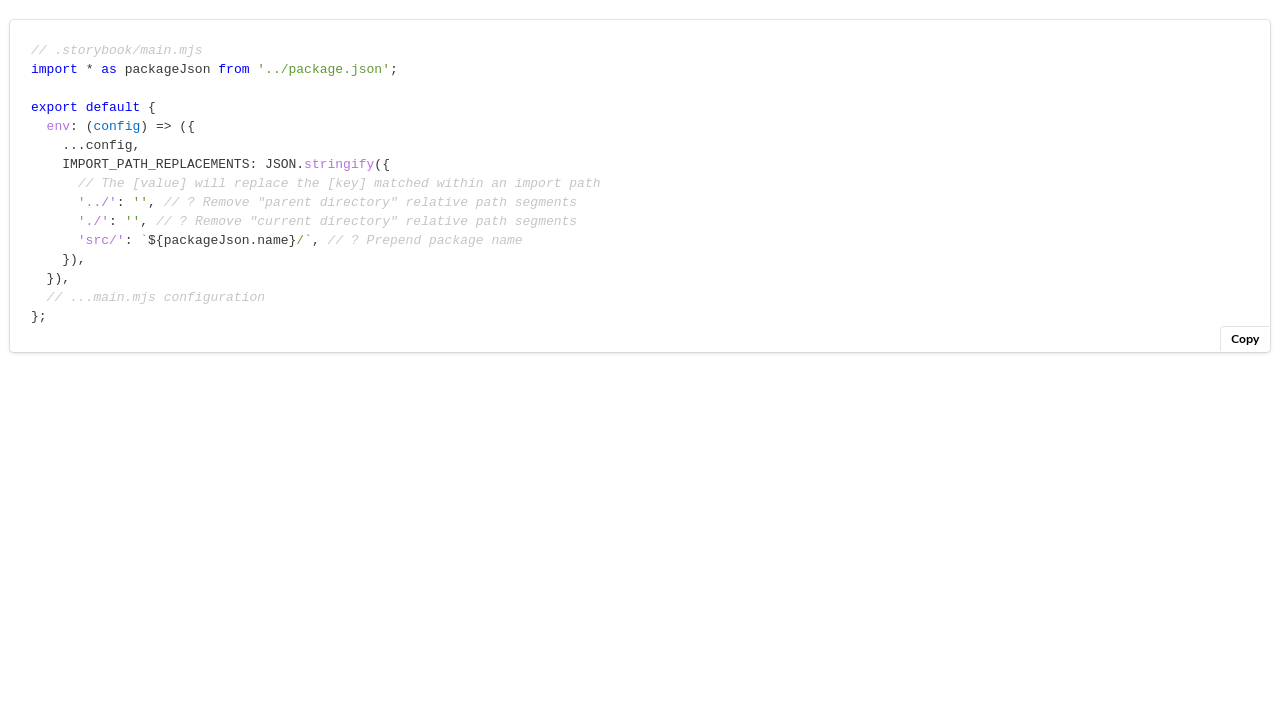 // .storybook/main.mjs
import * as packageJson from '../package.json';
export default {
  env: (config) => ({
    ...config,
    IMPORT_PATH_REPLACEMENTS: JSON.stringify({
      // The [value] will replace the [key] matched within an import path
      '../': '', // ? Remove "parent directory" relative path segments
      './': '', // ? Remove "current directory" relative path segments
      'src/': `${packageJson.name}/`, // ? Prepend package name
    }),
  }),
  // ...main.mjs configuration
};
Copy